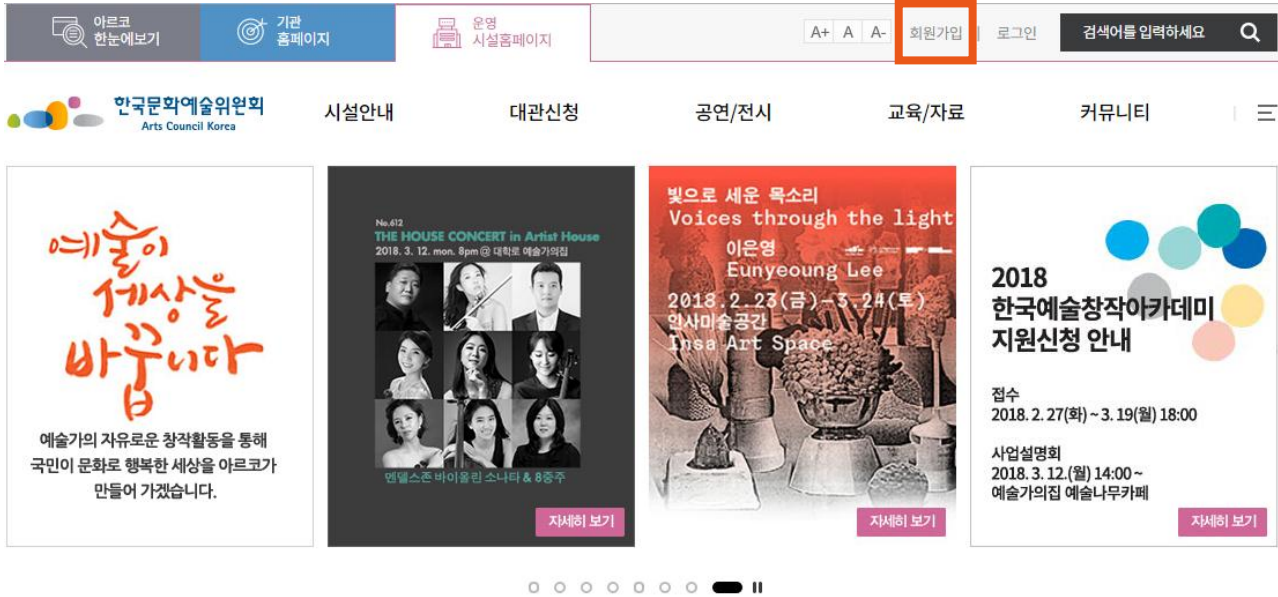 아르코
한눈에보기
기관
홈페이지
운영
시설홈페이지
A+ A A- 회원가입 | 로그인 검색어를 입력하세요
한국문화예술위원회
Arts Council Korea
시설안내 대관신청 공연/전시 교육/자료 커뮤니티
예술이
세상을
바꿉니다
예술가의 자유로운 창작활동을 통해
국민이 문화로 행복한 세상을 아르코가
만들어 가겠습니다.
No.612
THE HOUSE CONCERT in Artist House
2018. 3. 12. mon. 8pm @ 대학로 예술가의집
멘델스존 바이올린 소나타 & 8중주
자세히 보기
빛으로 세운 목소리
Voices through the light
이은영
Eunyeoung Lee
2018.2.23(금)-3.24(토)
인사미술공간
Insa Art Space
자세히 보기
2018
한국예술창작아카데미
지원신청 안내
접수
2018. 2. 27(화) ~ 3. 19(월) 18:00
사업설명회
2018. 3. 12.(월) 14:00 ~
예술가의집 예술나무카페
자세히 보기